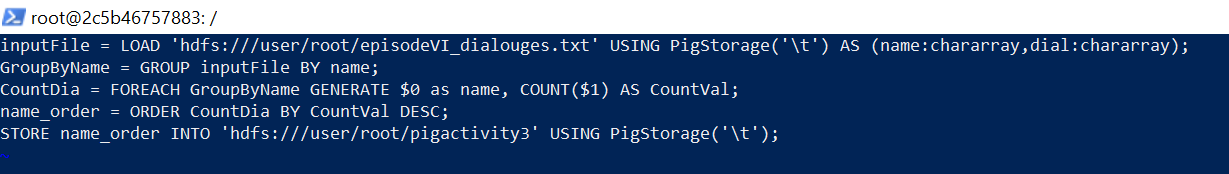 root@2c5b46757883: /
inputFile = LOAD 'hdfs:///user/root/episodeVI_dialouges.txt' USING PigStorage('\t') AS (name:chararray,dial:chararray);
GroupByName = GROUP inputFile BY name;
CountDia = FOREACH GroupByName GENERATE $0 as name, COUNT($1) AS CountVal;
name_order = ORDER CountDia BY CountVal DESC;
STORE name_order INTO 'hdfs:///user/root/pigactivity3' USING PigStorage('\t');
~